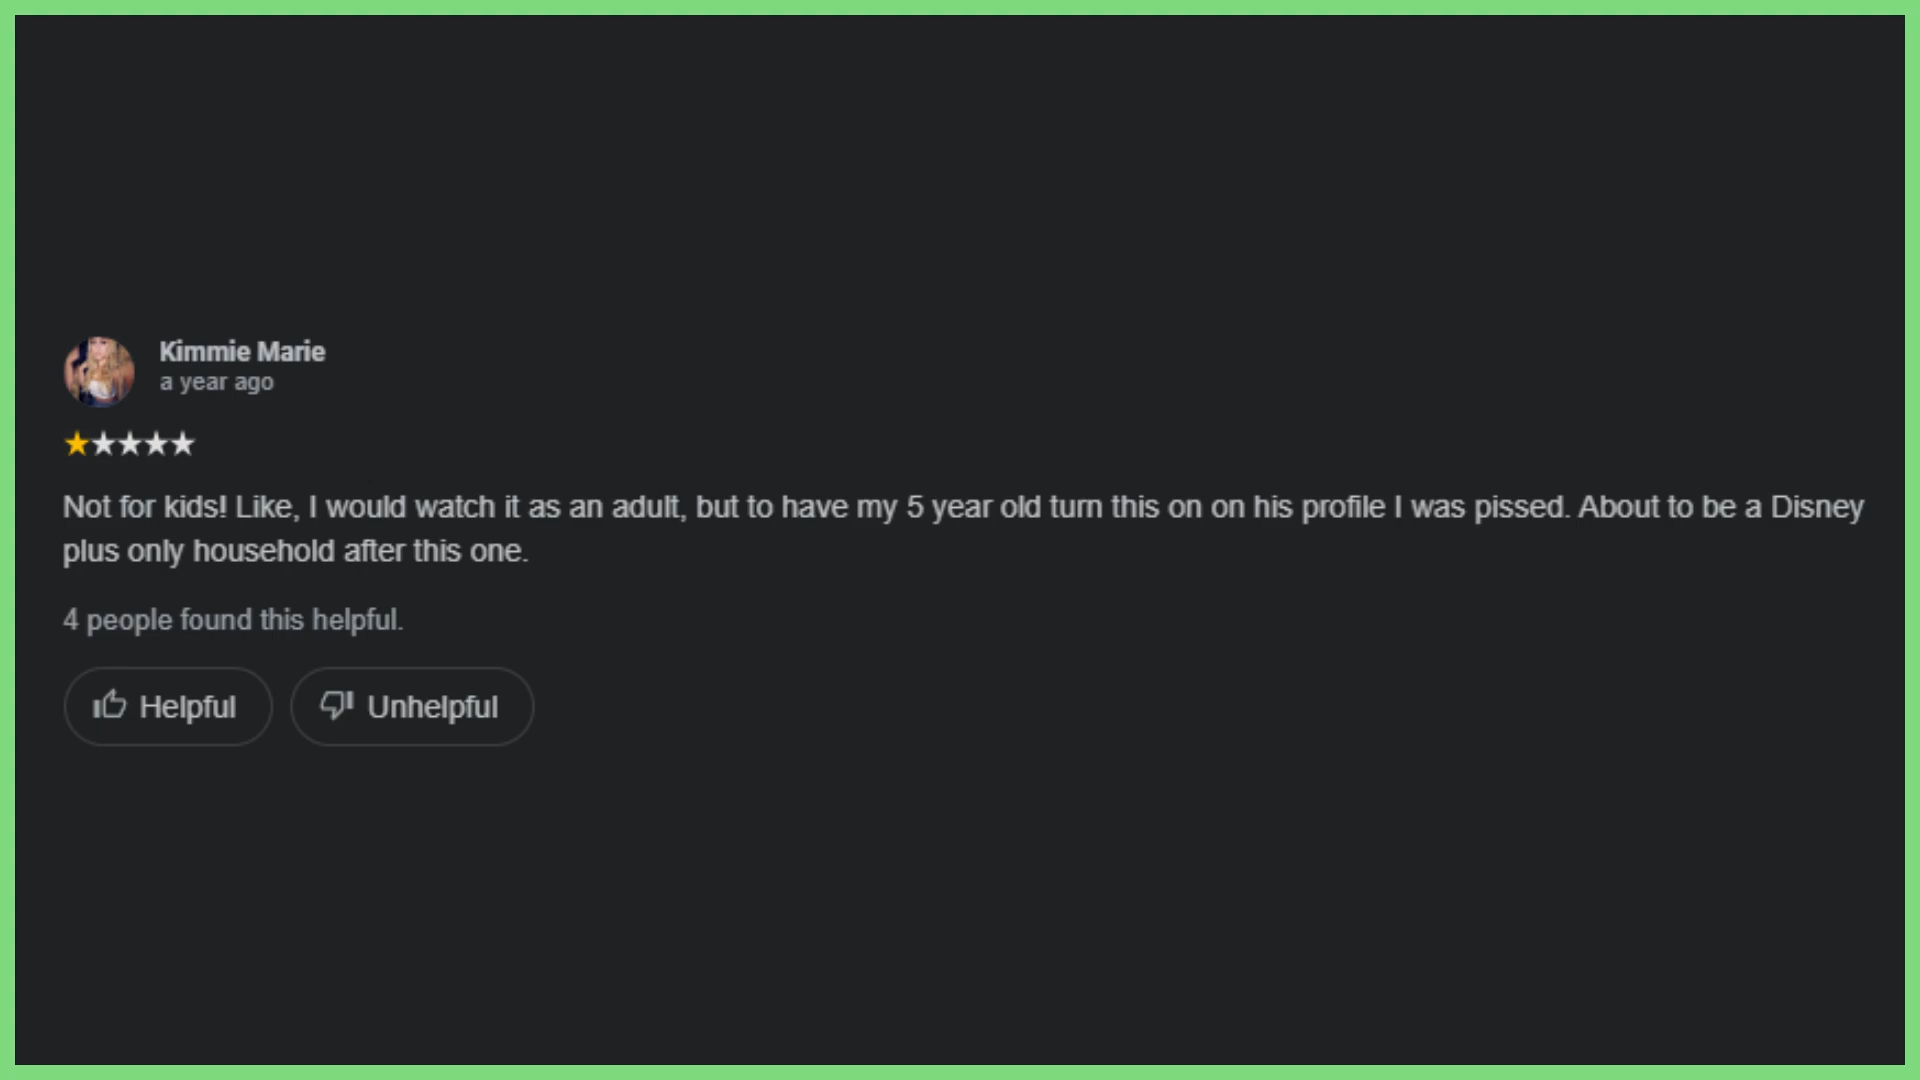 Kimmie Marie
a year ago
Not for kids! Like, I would watch it as an adult, but to have my 5 year old turn this on on his profile I was pissed. About to be a Disney
plus only household after this one.
4 people found this helpful.
Helpful
Unhelpful